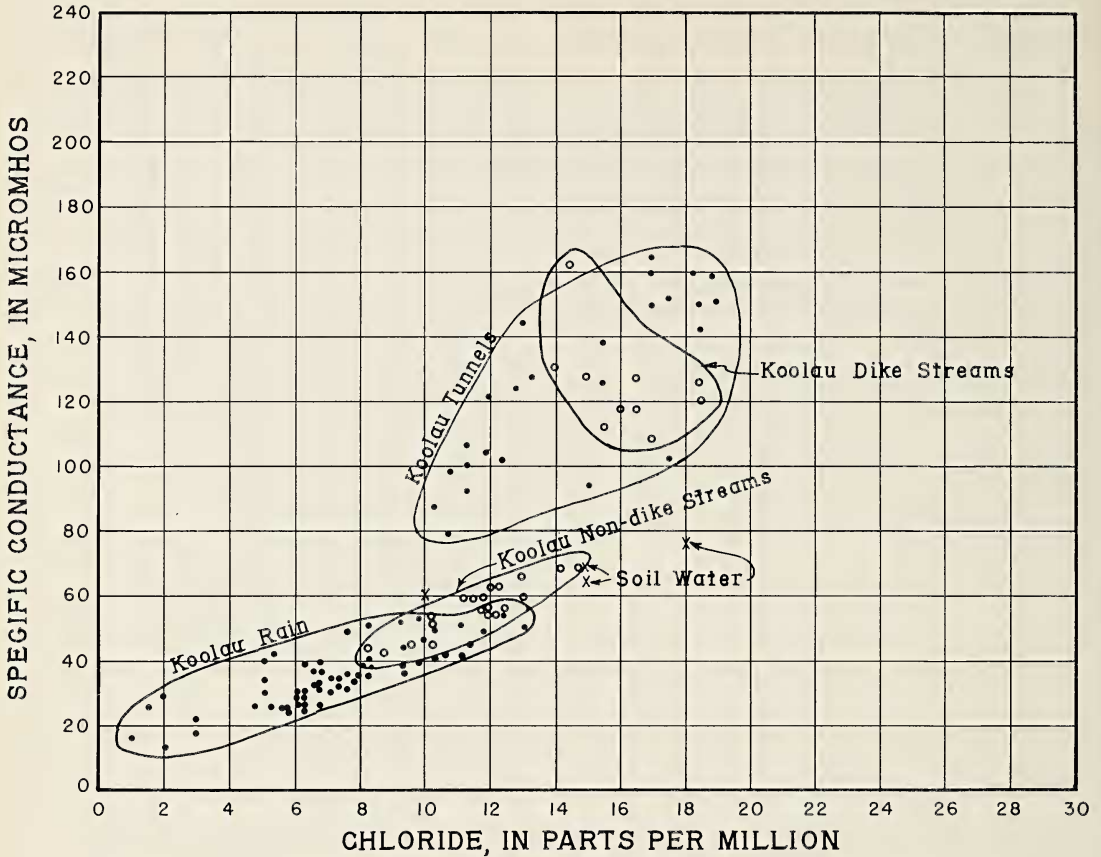 SPECIFIC CONDUCTANCE, IN MICROMHOS
240
220
200
180
160
140
120
100
80
60
40
20
0
Koolau Tunnels
Koolau Dike Streams
Koolau Non-dike Streams
Soil Water
Koolau Rain
0 2 4 6 8 10 12 14 16 18 20 22 24 26 28 30
CHLORIDE, IN PARTS PER MILLION